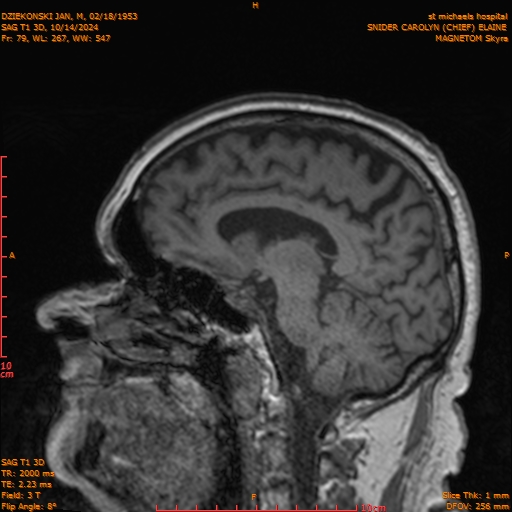 H
DZIEKONSKI JAN, M, 02/18/1953
SAG T1 3D, 10/14/2024
Fr: 79, WL: 267, WW: 547
st michaels hospital
SNIDER CAROLYN (CHIEF) ELAINE
MAGNETOM Skyra
A
P
10
cm
SAG T1 3D
TR: 2000 ms
TE: 2.23 ms
Field: 3 T
Flip Angle: 8°
F
10cm
Slice Thk: 1 mm
DFOV: 256 mm